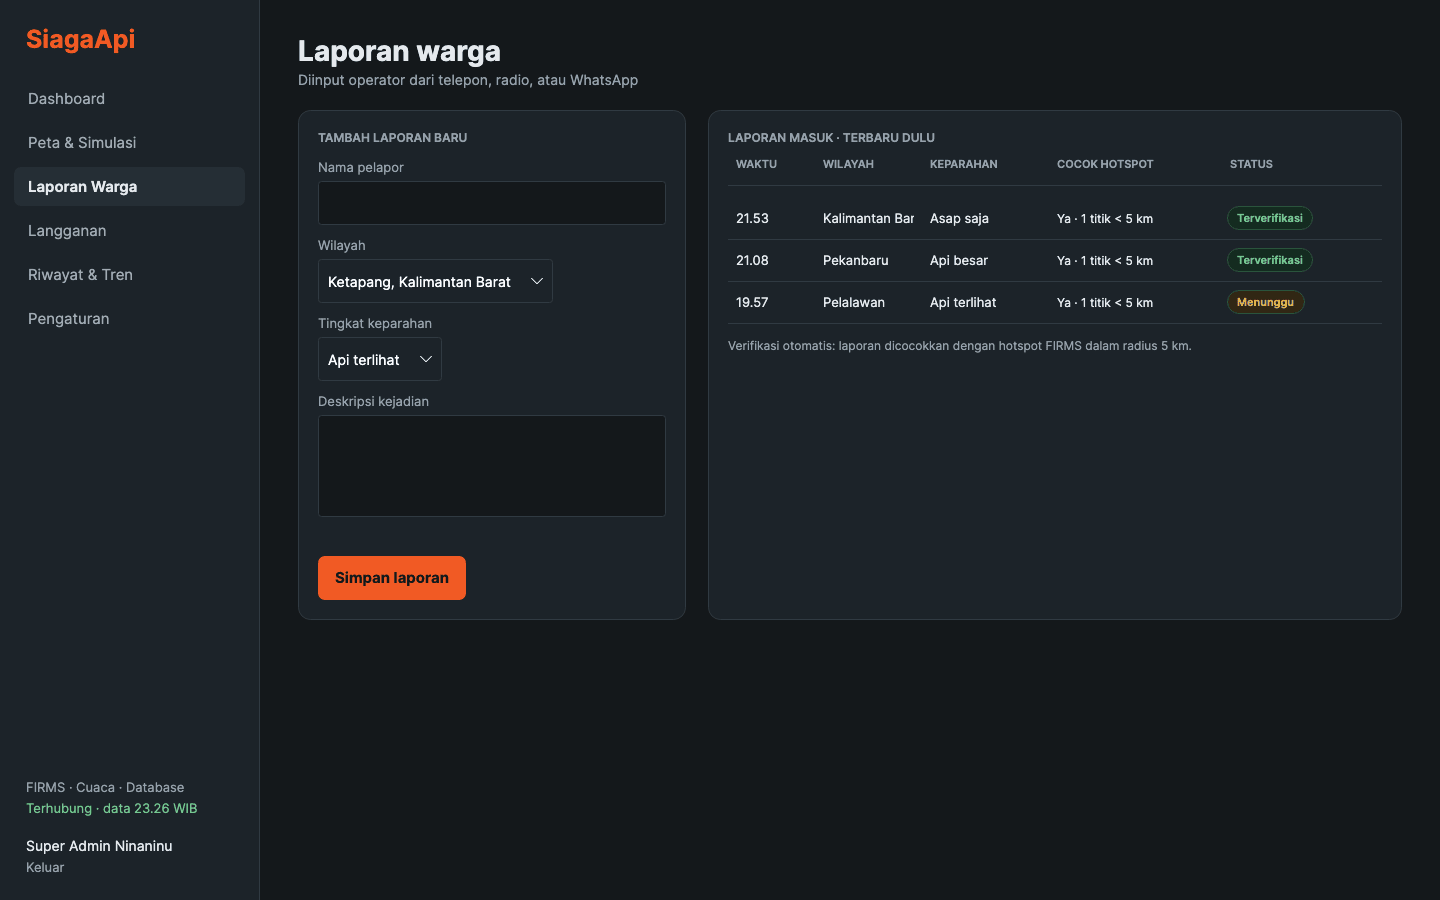 SiagaApi
Dashboard
Peta & Simulasi
Laporan Warga
Langganan
Riwayat & Tren
Pengaturan
FIRMS · Cuaca · Database
Terhubung · data 23.26 WIB
Super Admin Ninaninu
Keluar
Laporan warga
Diinput operator dari telepon, radio, atau WhatsApp
TAMBAH LAPORAN BARU
Nama pelapor
Wilayah
Ketapang, Kalimantan Barat
Tingkat keparahan
Api terlihat
Deskripsi kejadian
Simpan laporan
LAPORAN MASUK · TERBARU DULU
WAKTU WILAYAH KEPARAHAN COCOK HOTSPOT STATUS
21.53 Kalimantan Bar Asap saja Ya · 1 titik < 5 km Terverifikasi
21.08 Pekanbaru Api besar Ya · 1 titik < 5 km Terverifikasi
19.57 Pelalawan Api terlihat Ya · 1 titik < 5 km Menunggu
Verifikasi otomatis: laporan dicocokkan dengan hotspot FIRMS dalam radius 5 km.